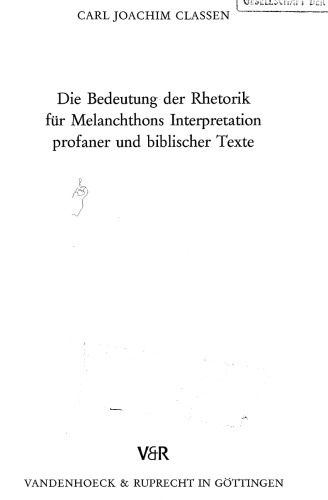 CARL JOACHIM CLASSEN
GESELLSCHAFT DER
Die Bedeutung der Rhetorik
für Melanchthons Interpretation
profaner und biblischer Texte
V&R
VANDENHOECK & RUPRECHT IN GÖTTINGEN